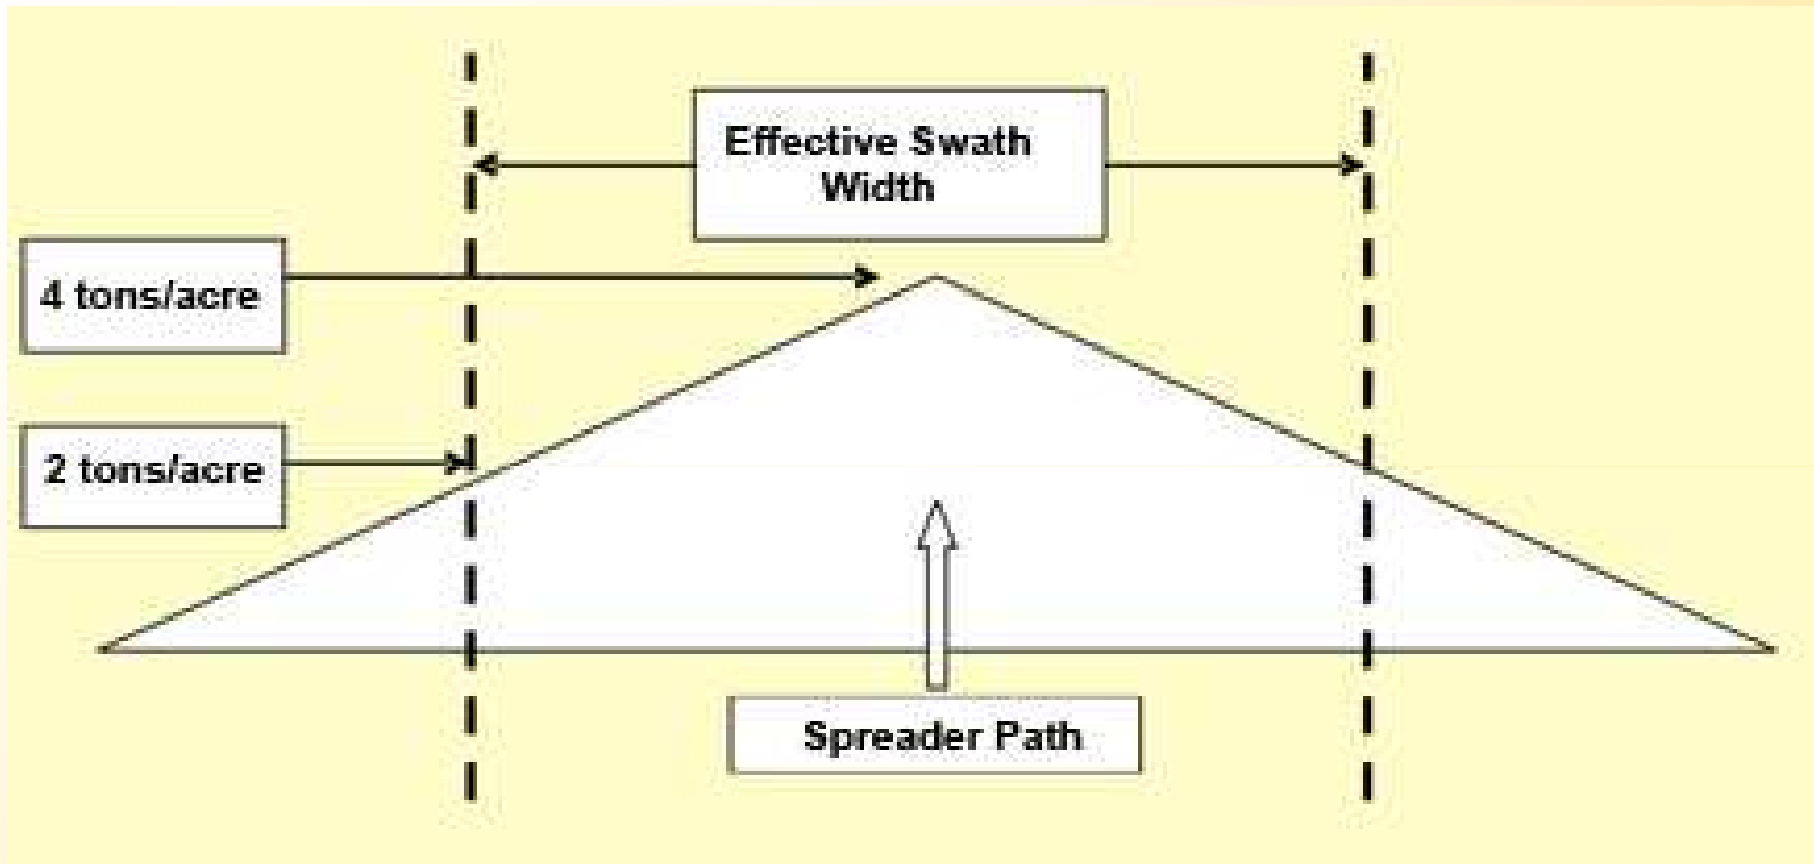 Effective Swath
Width
4 tons/acre
2 tons/acre
Spreader Path